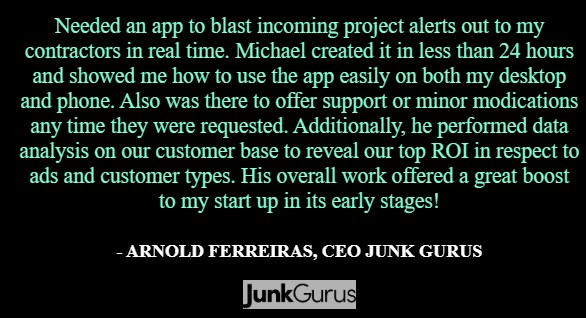 Needed an app to blast incoming project alerts out to my
contractors in real time. Michael created it in less than 24 hours
and showed me how to use the app easily on both my desktop
and phone. Also was there to offer support or minor modications
any time they were requested. Additionally, he performed data
analysis on our customer base to reveal our top ROI in respect to
ads and customer types. His overall work offered a great boost
to my start up in its early stages!
- ARNOLD FERREIRAS, CEO JUNK GURUS
JunkGurus